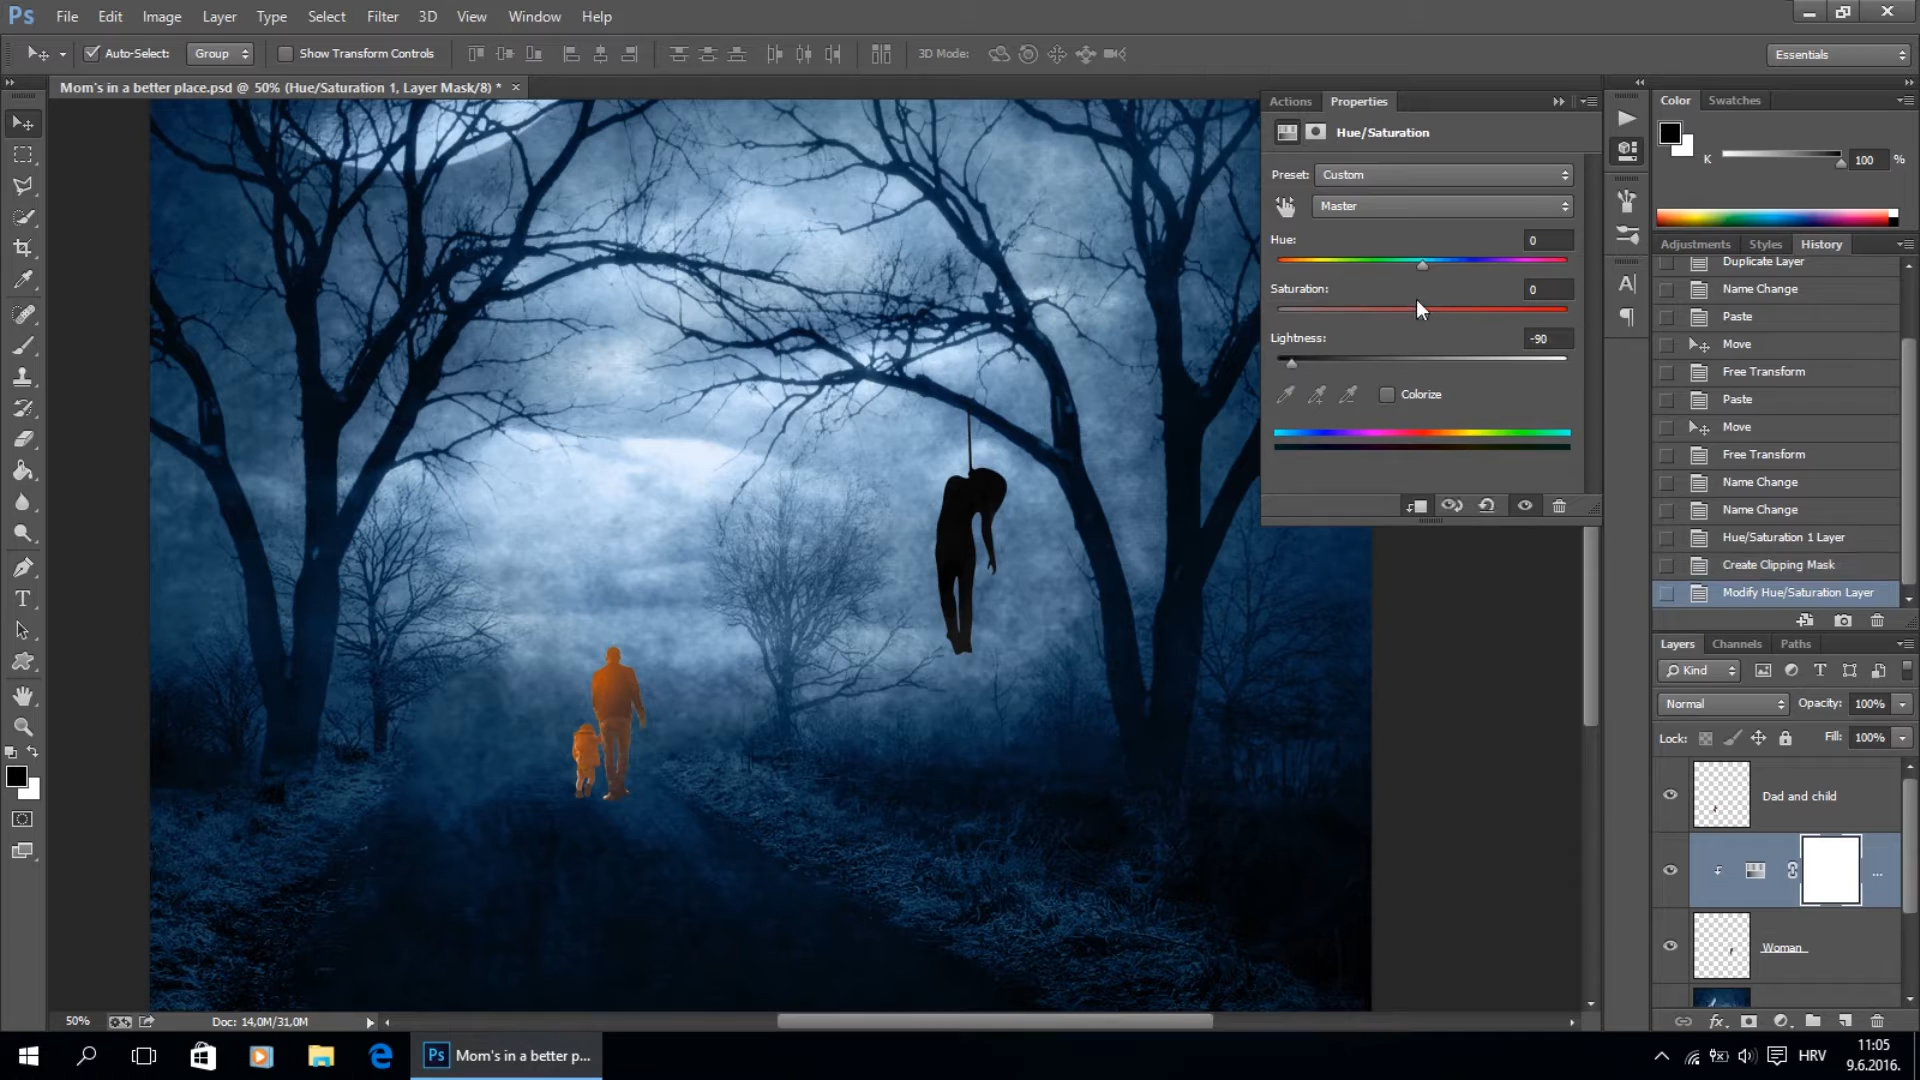 Ps File Edit Image Layer Type Select Filter 3D View Window Help
Auto-Select: Group Show Transform Controls 3D Mode: Essentials
Mom's in a better place.psd @ 50% (Hue/Saturation 1, Layer Mask/8) * ×
Actions Properties
Hue/Saturation
Preset: Custom
Master
Hue: 0
Saturation: 0
Lightness: -90
Colorize
Color Swatches
K 100 %
Adjustments Styles History
Duplicate Layer
Name Change
Paste
Move
Free Transform
Paste
Move
Free Transform
Name Change
Name Change
Hue/Saturation 1 Layer
Create Clipping Mask
Modify Hue/Saturation Layer
Layers Channels Paths
Kind
Normal Opacity: 100%
Lock: Fill: 100%
Dad and child
...
Woman
fx
50% Doc: 14,0M/31,0M
Ps Mom's in a better p...
HRV
11:05
9.6.2016.